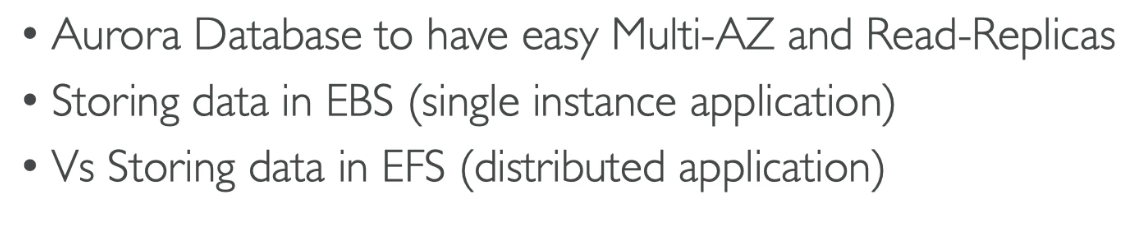 • Aurora Database to have easy Multi-AZ and Read-Replicas
• Storing data in EBS (single instance application)
• Vs Storing data in EFS (distributed application)